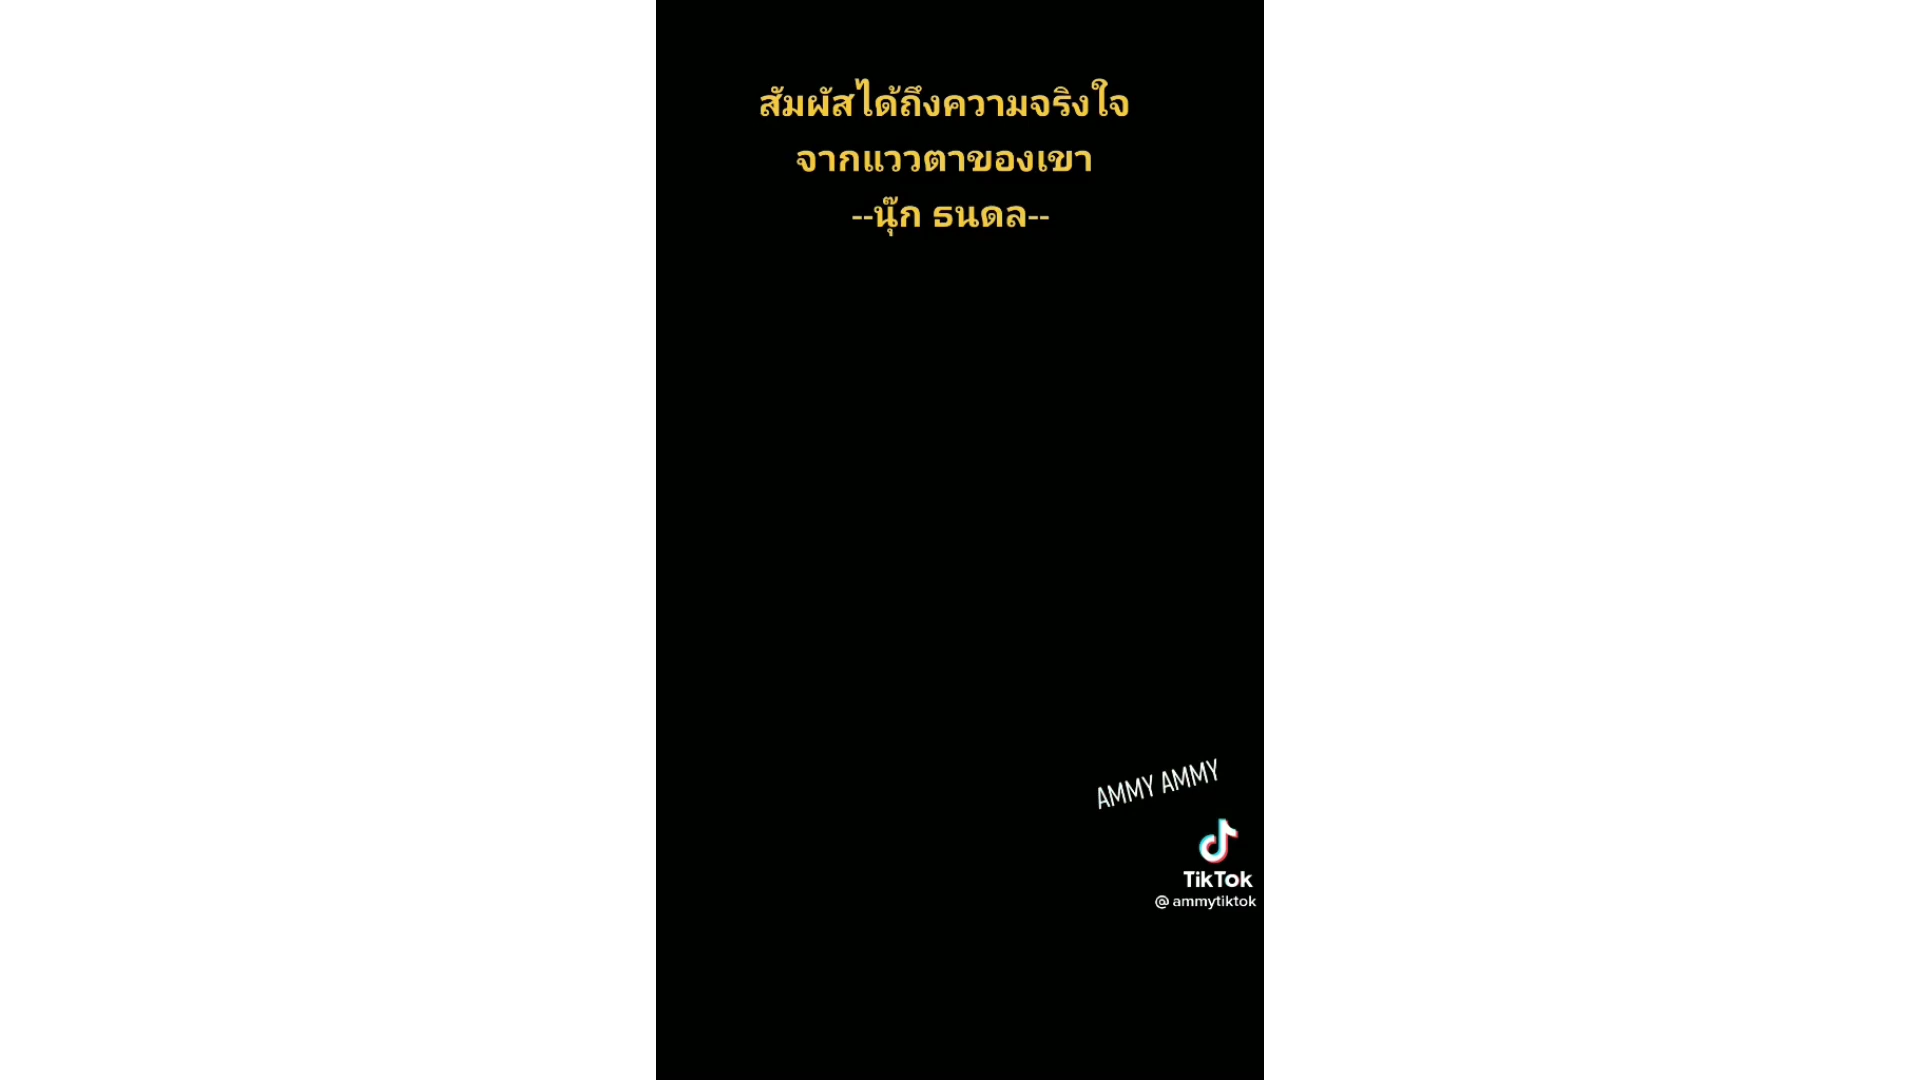 สัมผัสได้ถึงความจริงใจ
จากแววตาของเขา
--นุ๊ก ธนดล--
AMMY AMMY
TikTok
@ammytiktok